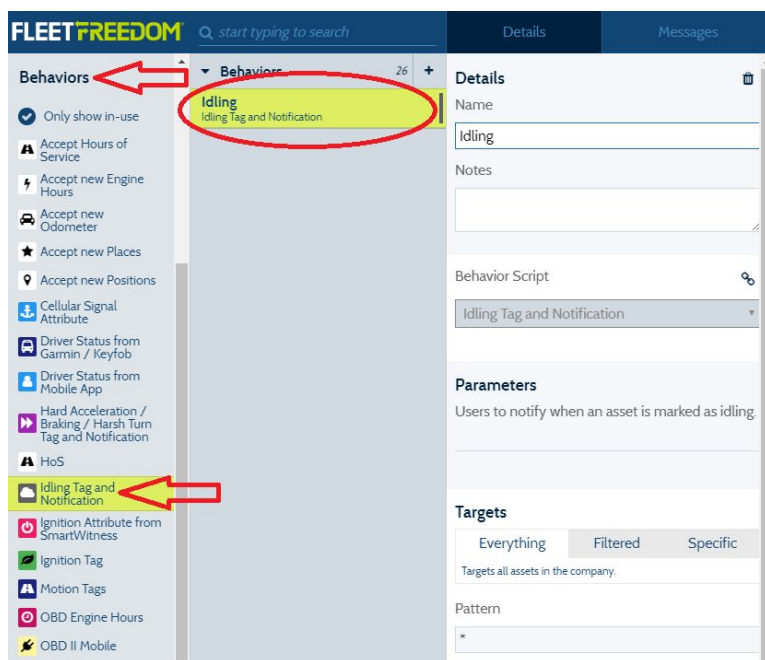 FLEETFREEDOM
start typing to search
Details
Messages
Behaviors
Only show in-use
Accept Hours of
Service
Accept new Engine
Hours
Accept new
Odometer
Accept new Places
Accept new Positions
Cellular Signal
Attribute
Driver Status from
Garmin / Keyfob
Driver Status from
Mobile App
Hard Acceleration /
Braking / Harsh Turn
Tag and Notification
HoS
Idling Tag and
Notification
Ignition Attribute from
SmartWitness
Ignition Tag
Motion Tags
OBD Engine Hours
OBD II Mobile
Behaviors 26 +
Idling
Idling Tag and Notification
Details
Name
Idling
Notes
Behavior Script
Idling Tag and Notification
Parameters
Users to notify when an asset is marked as idling.
Targets
Everything Filtered Specific
Targets all assets in the company.
Pattern
*